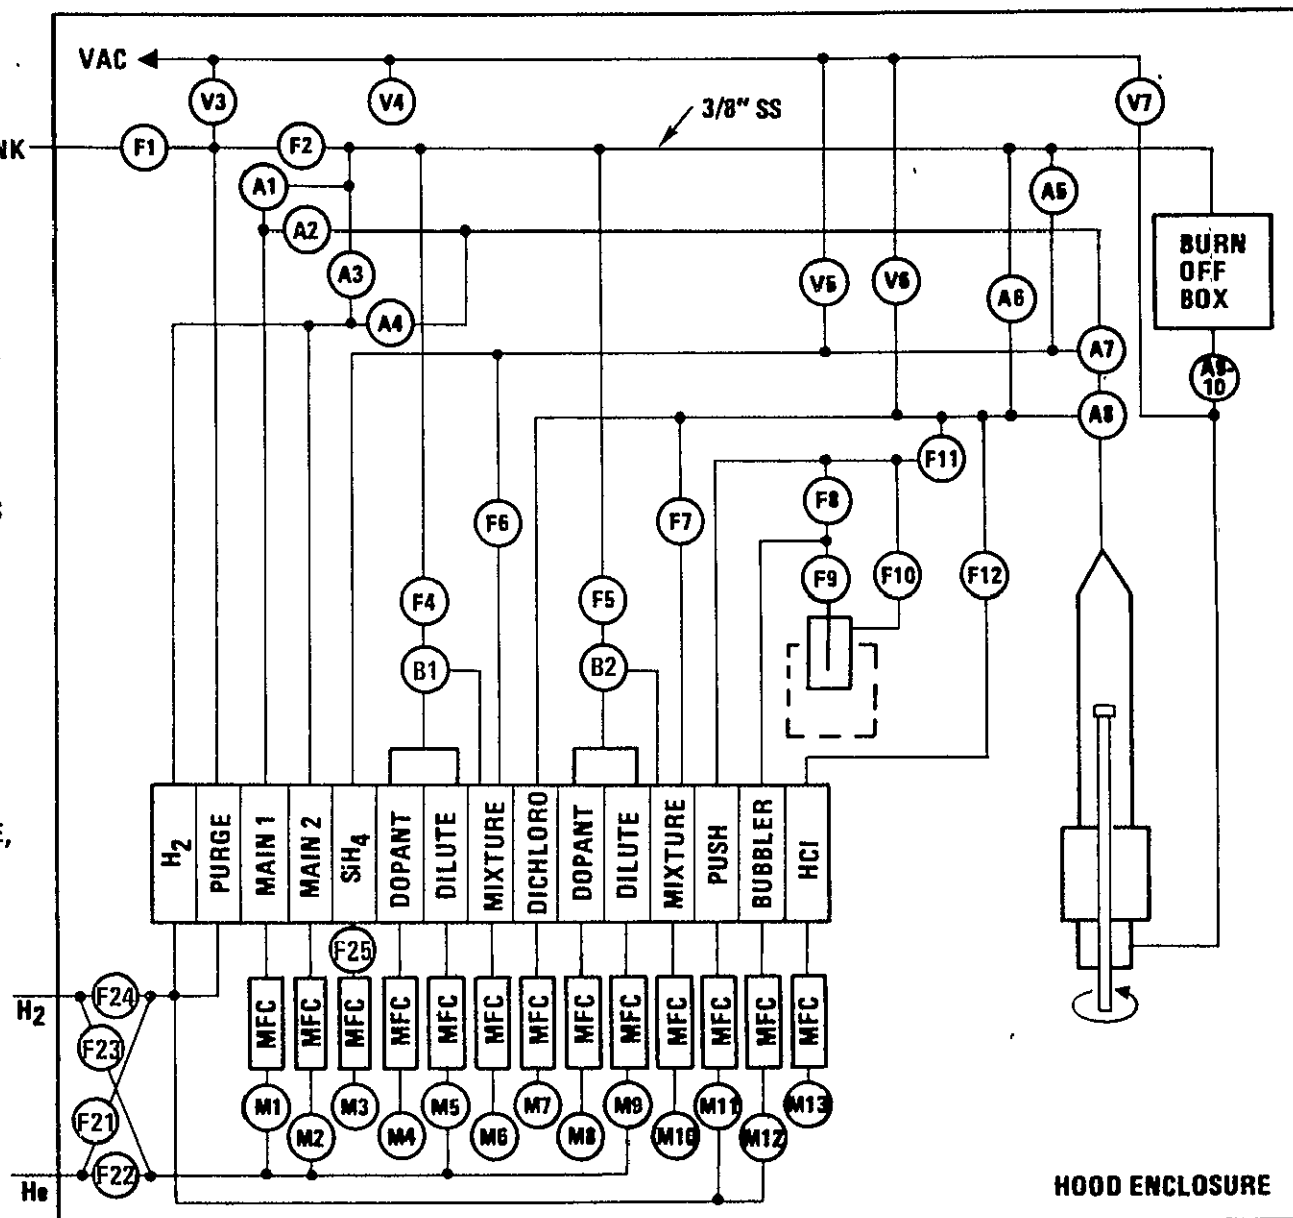 VAC
V3
V4
V7
3/8" SS
NK
F1
F2
A1
A2
A3
A4
V5
V6
A6
A5
A7
A8
BURN
OFF
BOX
A9-
10
F11
F8
F6
F7
F9
F10
F12
F4
F5
B1
B2
E,
H2
PURGE
MAIN 1
MAIN 2
SiH4
DOPANT
DILUTE
MIXTURE
DICHLORO
DOPANT
DILUTE
MIXTURE
PUSH
BUBBLER
HCl
F25
H2
F24
F23
F21
F22
He
MFC
MFC
MFC
MFC
MFC
MFC
MFC
MFC
MFC
MFC
MFC
MFC
MFC
M1
M2
M3
M4
M5
M6
M7
M8
M9
M10
M11
M12
M13
HOOD ENCLOSURE